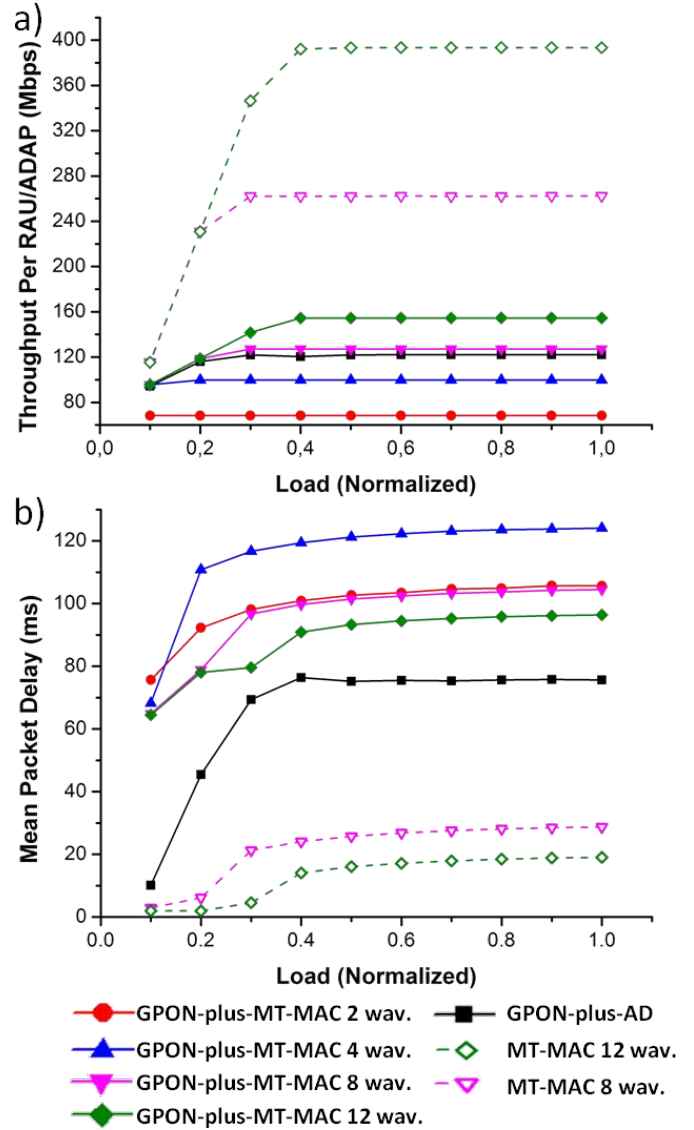 a)
Throughput Per RAU/ADAP (Mbps)
400
360
320
280
240
200
160
120
80
0,0 0,2 0,4 0,6 0,8 1,0
Load (Normalized)
b)
Mean Packet Delay (ms)
120
100
80
60
40
20
0
0.0 0.2 0.4 0.6 0.8 1.0
Load (Normalized)
GPON-plus-MT-MAC 2 wav.
GPON-plus-MT-MAC 4 wav.
GPON-plus-MT-MAC 8 wav.
GPON-plus-MT-MAC 12 wav.
GPON-plus-AD
MT-MAC 12 wav.
MT-MAC 8 wav.